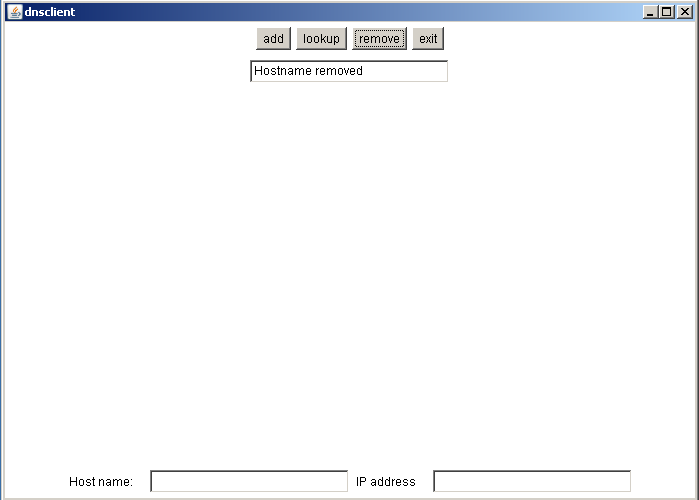 dnsclient
add lookup remove exit
Hostname removed
Host name: IP address